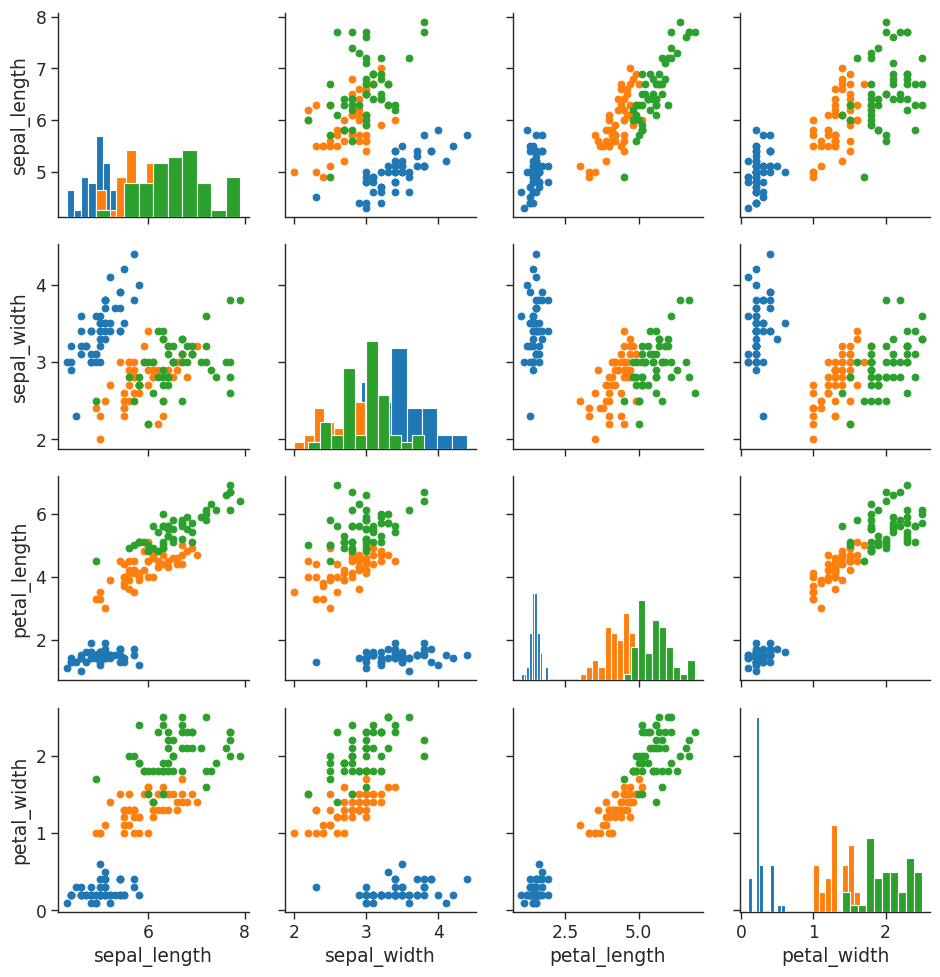 sepal_length
8
7
6
5
sepal_width
4
3
2
petal_length
6
4
2
petal_width
2
1
0
6 8
2 3 4
2.5 5.0
0 1 2
sepal_length sepal_width petal_length petal_width